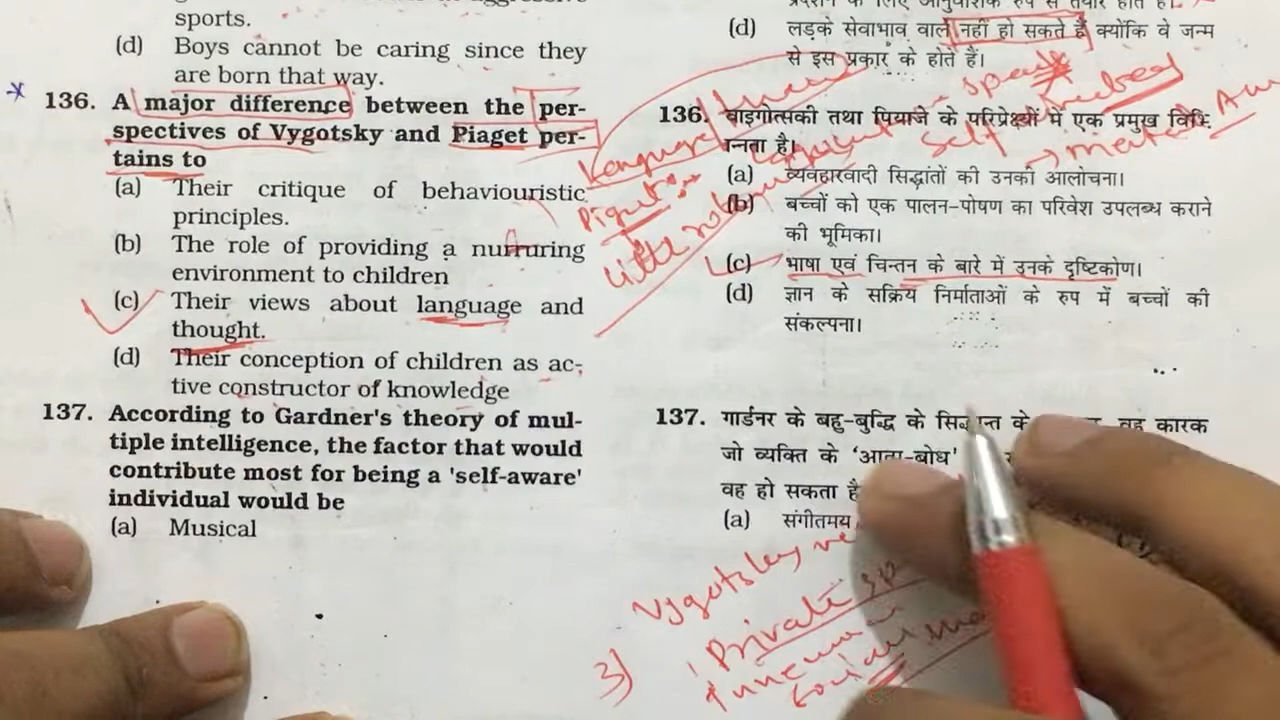 sports.
(d) Boys cannot be caring since they
are born that way.
136. A major difference between the per-
spectives of Vygotsky and Piaget per-
tains to
(a) Their critique of behaviouristic
principles.
(b) The role of providing a nurturing
environment to children
(c) Their views about language and
thought.
(d) Their conception of children as ac-
tive constructor of knowledge
137. According to Gardner's theory of mul-
tiple intelligence, the factor that would
contribute most for being a 'self-aware'
individual would be
(a) Musical
(d) लड़के सेवाभाव वाले नहीं हो सकते हैं क्योंकि वे जन्म
से इस प्रकार के होते हैं।
136. वाइगोत्सकी तथा पियाजे के परिप्रेक्ष्यों में एक प्रमुख विभि-
न्नता है।
(a) व्यवहारवादी सिद्धांतों की उनकी आलोचना।
(b) बच्चों को एक पालन-पोषण का परिवेश उपलब्ध कराने
की भूमिका।
(c) भाषा एवं चिन्तन के बारे में उनके दृष्टिकोण।
(d) ज्ञान के सक्रिय निर्माताओं के रुप में बच्चों की
संकल्पना।
137. गार्डनर के बहु-बुद्धि के सिद्धान्त के वह कारक
जो व्यक्ति के
वह हो सकता है
(a) संगीतमय
Vygotsky
Private
3)